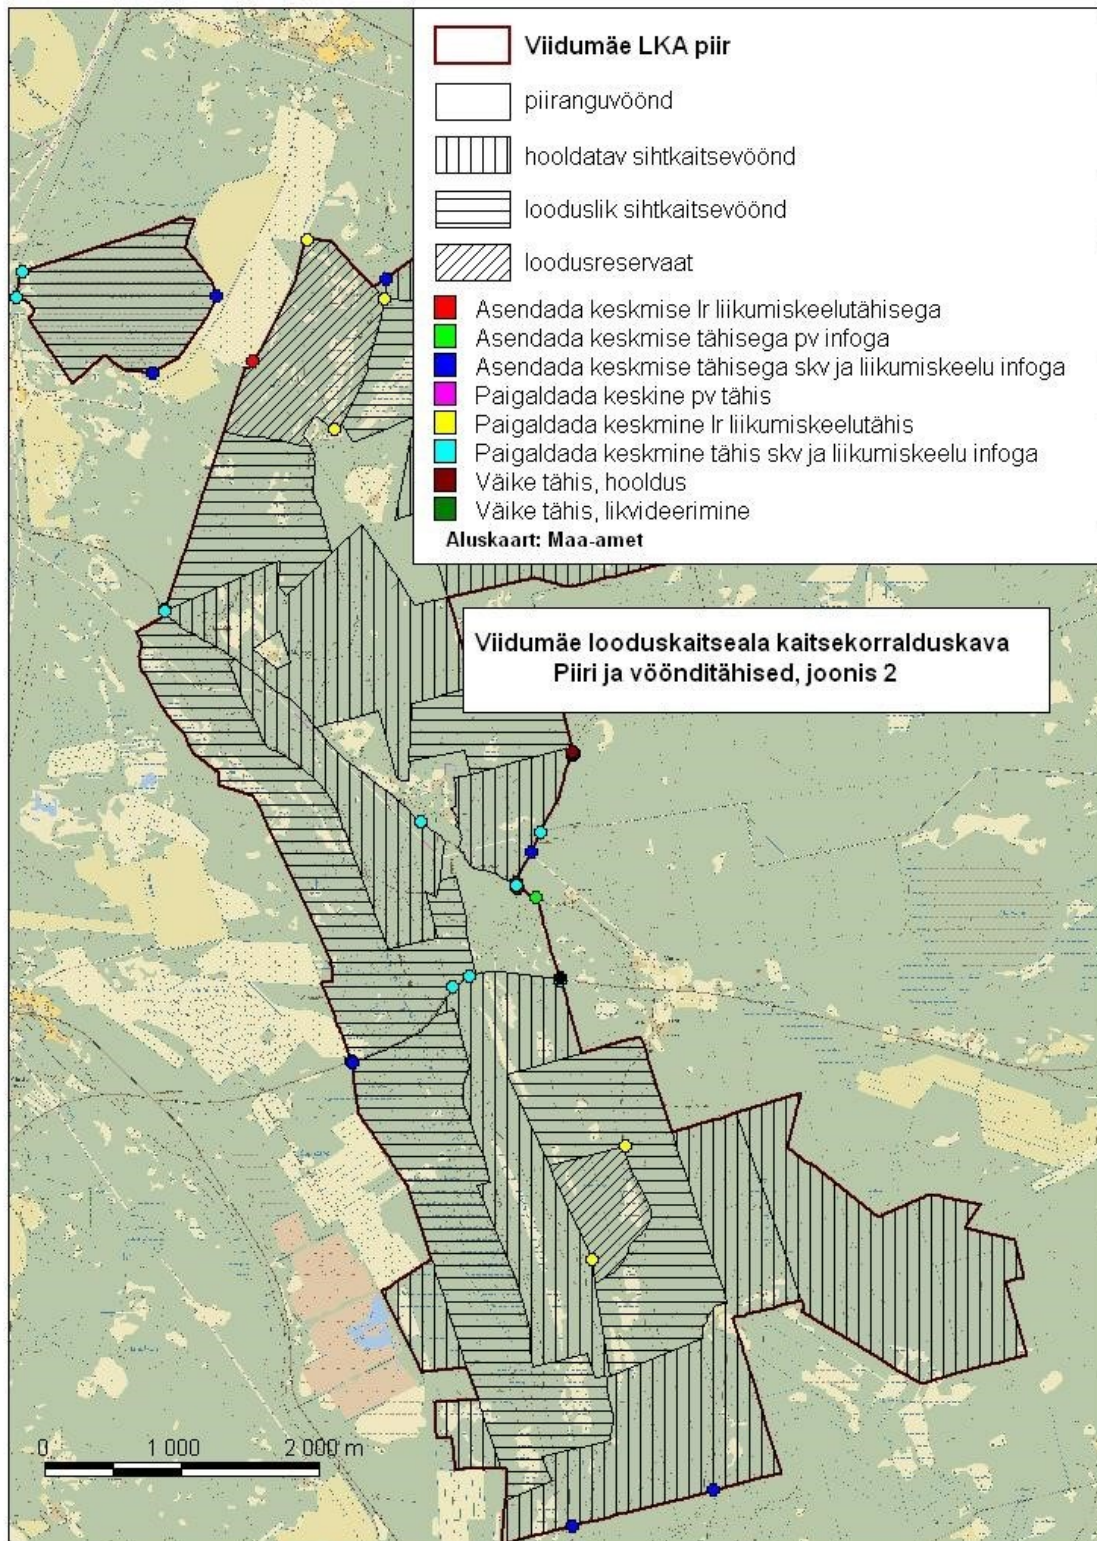 Viidumäe LKA piir
piiranguvöönd
hooldatav sihtkaitsevöönd
looduslik sihtkaitsevöönd
loodusreservaat
Asendada keskmise lr liikumiskeelutähisega
Asendada keskmise tähisega pv infoga
Asendada keskmise tähisega skv ja liikumiskeelu infoga
Paigaldada keskine pv tähis
Paigaldada keskmine lr liikumiskeelutähis
Paigaldada keskmine tähis skv ja liikumiskeelu infoga
Väike tähis, hooldus
Väike tähis, likvideerimine
Aluskaart: Maa-amet
Viidumäe looduskaitseala kaitsekorralduskava
Piiri ja vöönditähised, joonis 2
0 1 000 2 000 m